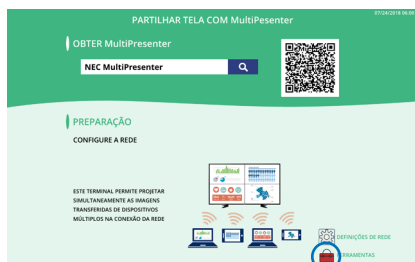 07/24/2018 06:09
PARTILHAR TELA COM MultiPesenter
OBTER MultiPresenter
NEC MultiPresenter
PREPARAÇÃO
CONFIGURE A REDE
ESTE TERMINAL PERMITE PROJETAR
SIMULTANEAMENTE AS IMAGENS
TRANSFERIDAS DE DISPOSITIVOS
MÚLTIPLOS NA CONEXÃO DA REDE
DEFINIÇÕES DE REDE
FERRAMENTAS